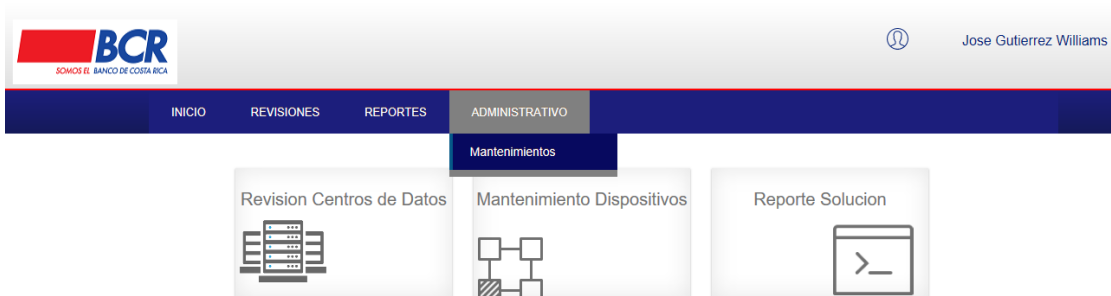 BCR
SOMOS EL BANCO DE COSTA RICA
Jose Gutierrez Williams
INICIO REVISIONES REPORTES ADMINISTRATIVO
Mantenimientos
Revision Centros de Datos Mantenimiento Dispositivos Reporte Solucion